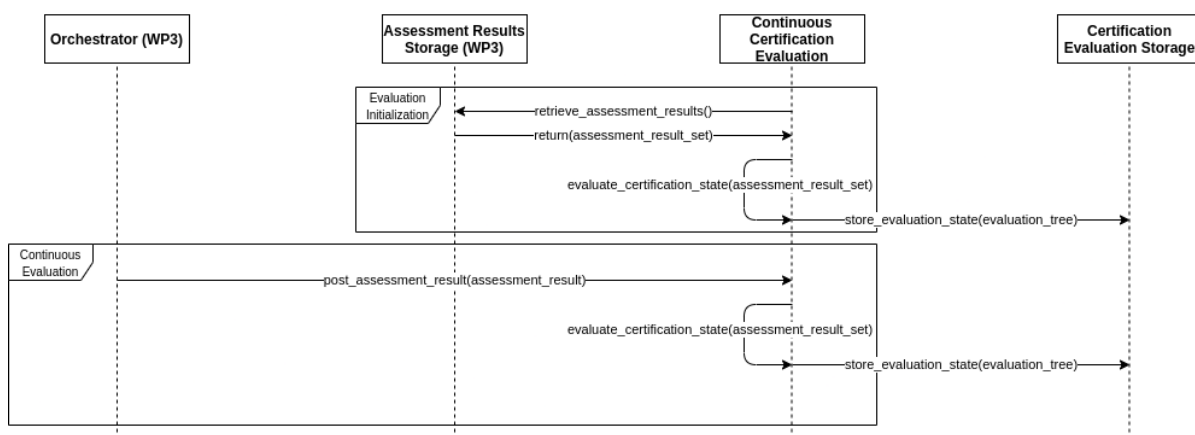 Orchestrator (WP3)
Assessment Results
Storage (WP3)
Continuous
Certification
Evaluation
Certification
Evaluation Storage
Evaluation
Initialization
retrieve_assessment_results()
return(assessment_result_set)
evaluate_certification_state(assessment_result_set)
store_evaluation_state(evaluation_tree)
Continuous
Evaluation
post_assessment_result(assessment_result)
evaluate_certification_state(assessment_result_set)
store_evaluation_state(evaluation_tree)